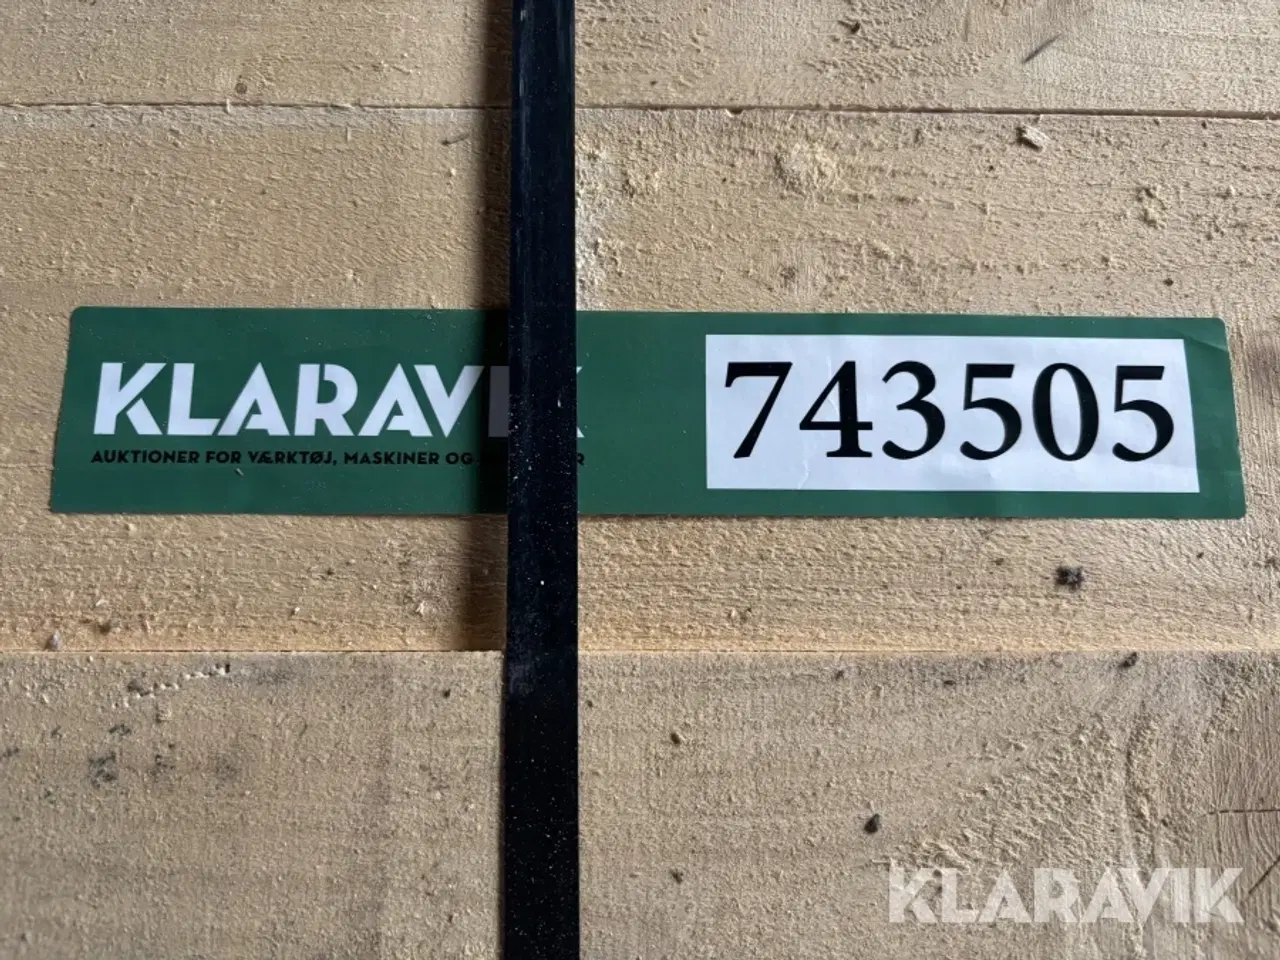 KLARAVIK
743505
AUKTIONER FOR VÆRKTØJ, MASKINER OG
KLARAVIK